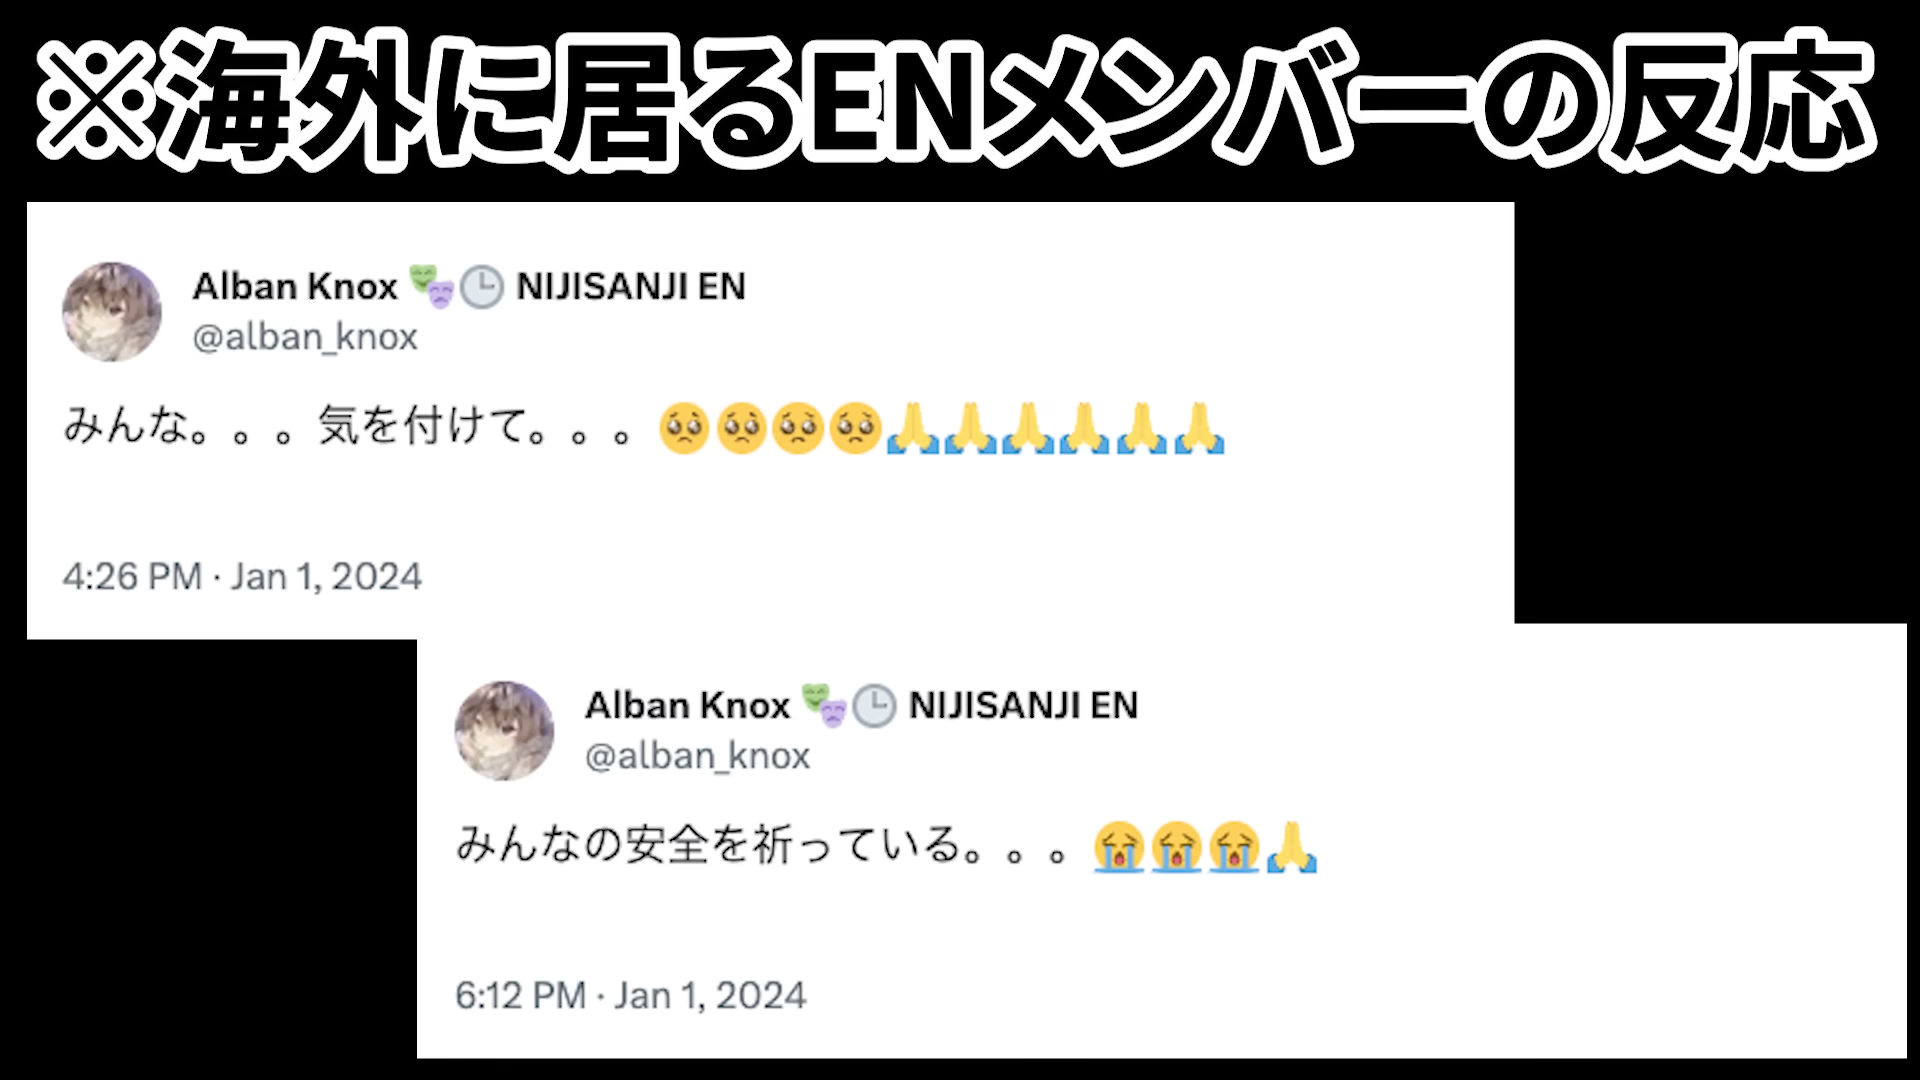 ※海外に居るENメンバーの反応
Alban Knox 🎭🕒 NIJISANJI EN
@alban_knox
みんな。。。気を付けて。。。🥺🥺🥺🥺🙏🙏🙏🙏🙏🙏
4:26 PM · Jan 1, 2024
Alban Knox 🎭🕒 NIJISANJI EN
@alban_knox
みんなの安全を祈っている。。。😭😭😭🙏
6:12 PM · Jan 1, 2024